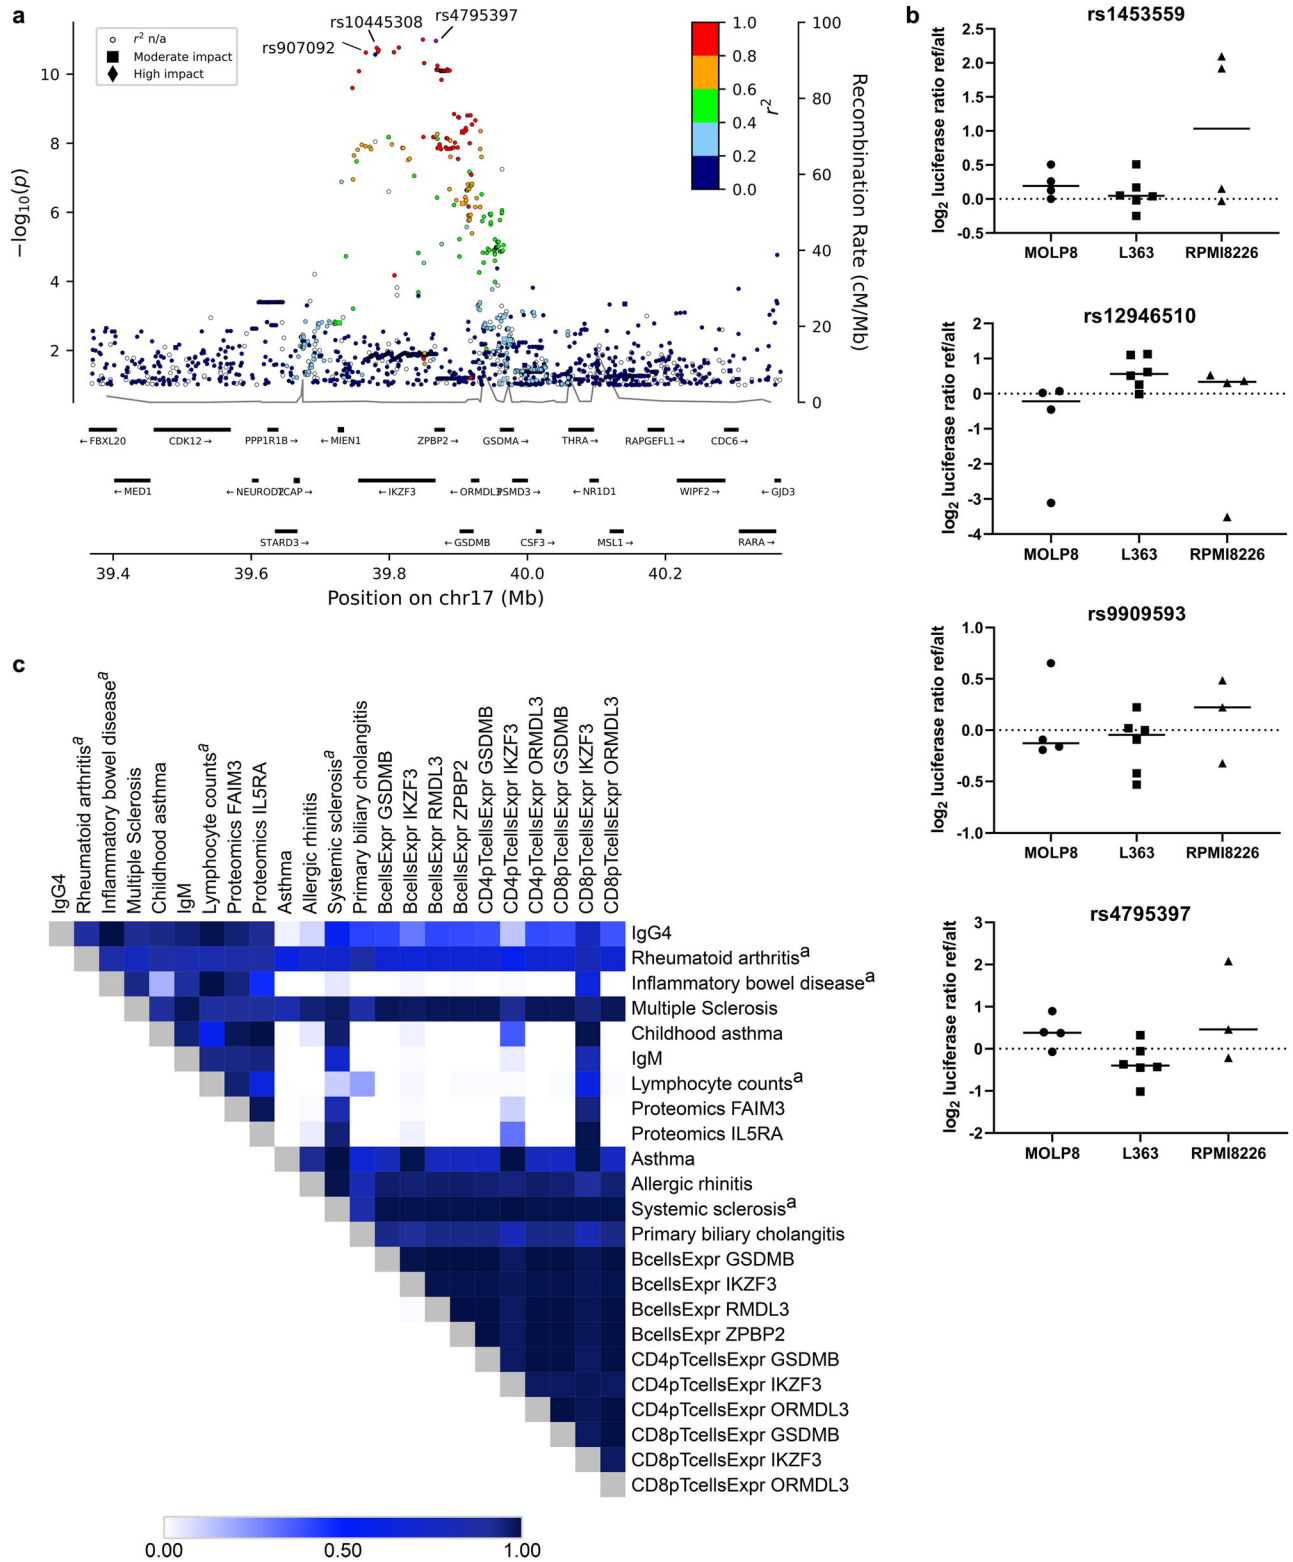 a
rs10445308
rs4795397
rs907092
r² n/a
Moderate impact
High impact
−log₁₀(p)
10
8
6
4
2
1.0
0.8
0.6
0.4
0.2
0.0
r²
100
80
60
40
20
0
Recombination Rate (cM/Mb)
←FBXL20
CDK12→
PPP1R1B→
←MIEN1
ZPBP2→
GSDMA→
THRA→
RAPGEFL1→
CDC6→
←MED1
←NEUROD2
TCAP→
←IKZF3
←ORMDL3
PSMD3→
←NR1D1
WIPF2→
←GJD3
STARD3→
←GSDMB
CSF3→
MSL1→
RARA→
39.4 39.6 39.8 40.0 40.2
Position on chr17 (Mb)
b
rs1453559
log₂ luciferase ratio ref/alt
2.5
2.0
1.5
1.0
0.5
0.0
-0.5
MOLP8 L363 RPMI8226
rs12946510
log₂ luciferase ratio ref/alt
2
1
0
-1
-2
-3
-4
MOLP8 L363 RPMI8226
rs9909593
log₂ luciferase ratio ref/alt
1.0
0.5
0.0
-0.5
-1.0
MOLP8 L363 RPMI8226
rs4795397
log₂ luciferase ratio ref/alt
3
2
1
0
-1
-2
MOLP8 L363 RPMI8226
c
IgG4
Rheumatoid arthritisᵃ
Inflammatory bowel diseaseᵃ
Multiple Sclerosis
Childhood asthma
IgM
Lymphocyte countsᵃ
Proteomics FAIM3
Proteomics IL5RA
Asthma
Allergic rhinitis
Systemic sclerosisᵃ
Primary biliary cholangitis
BcellsExpr GSDMB
BcellsExpr IKZF3
BcellsExpr RMDL3
BcellsExpr ZPBP2
CD4pTcellsExpr GSDMB
CD4pTcellsExpr IKZF3
CD4pTcellsExpr ORMDL3
CD8pTcellsExpr GSDMB
CD8pTcellsExpr IKZF3
CD8pTcellsExpr ORMDL3
IgG4
Rheumatoid arthritisᵃ
Inflammatory bowel diseaseᵃ
Multiple Sclerosis
Childhood asthma
IgM
Lymphocyte countsᵃ
Proteomics FAIM3
Proteomics IL5RA
Asthma
Allergic rhinitis
Systemic sclerosisᵃ
Primary biliary cholangitis
BcellsExpr GSDMB
BcellsExpr IKZF3
BcellsExpr RMDL3
BcellsExpr ZPBP2
CD4pTcellsExpr GSDMB
CD4pTcellsExpr IKZF3
CD4pTcellsExpr ORMDL3
CD8pTcellsExpr GSDMB
CD8pTcellsExpr IKZF3
CD8pTcellsExpr ORMDL3
0.00 0.50 1.00